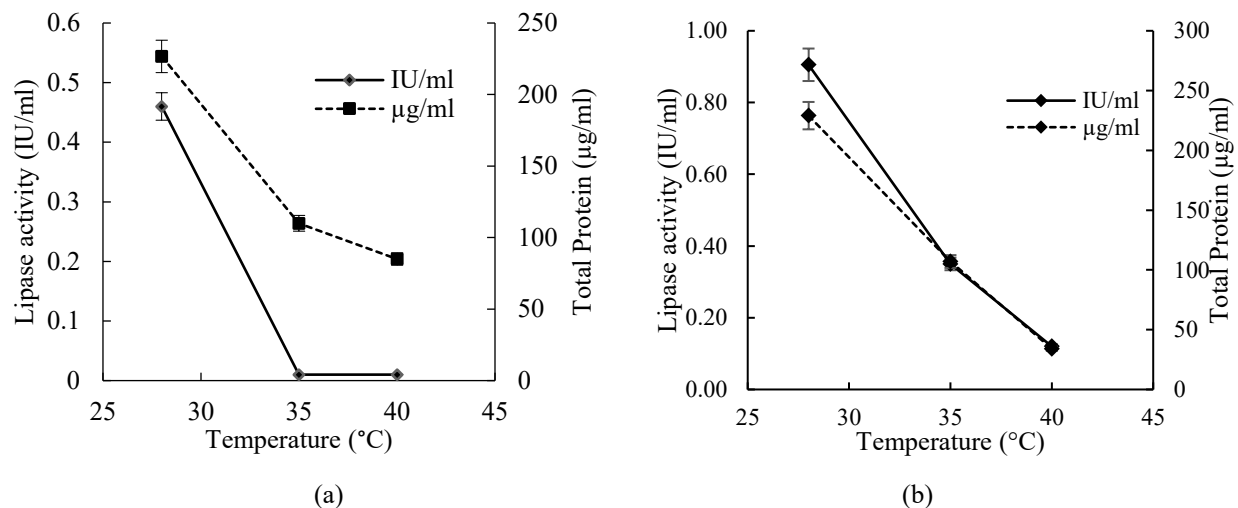 0.6
0.5
0.4
0.3
0.2
0.1
0
Lipase activity (IU/ml)
250
200
150
100
50
0
Total Protein (µg/ml)
IU/ml
µg/ml
25 30 35 40 45
Temperature (°C)
(a)
1.00
0.80
0.60
0.40
0.20
0.00
Lipase activity (IU/ml)
300
250
200
150
100
50
0
Total Protein (µg/ml)
IU/ml
µg/ml
25 30 35 40 45
Temperature (°C)
(b)